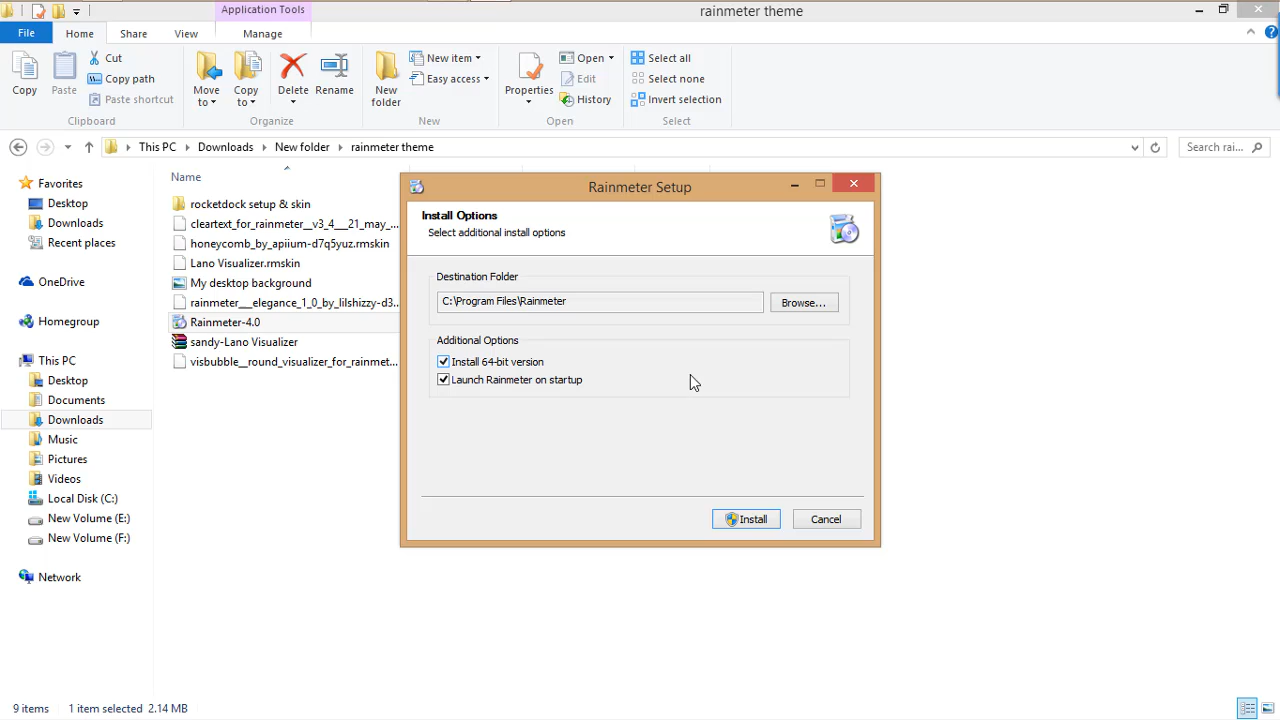 Application Tools
rainmeter theme
File
Home
Share
View
Manage
Copy
Paste
Cut
Copy path
Paste shortcut
Clipboard
Move to
Copy to
Delete
Rename
Organize
New folder
New item
Easy access
New
Properties
Open
Edit
History
Open
Select all
Select none
Invert selection
Select
This PC
Downloads
New folder
rainmeter theme
Search rai...
Favorites
Desktop
Downloads
Recent places
OneDrive
Homegroup
This PC
Desktop
Documents
Downloads
Music
Pictures
Videos
Local Disk (C:)
New Volume (E:)
New Volume (F:)
Network
Name
rocketdock setup & skin
cleartext_for_rainmeter__v3_4__21_may_...
honeycomb_by_apiium-d7q5yuz.rmskin
Lano Visualizer.rmskin
My desktop background
rainmeter___elegance_1_0_by_lilshizzy-d3...
Rainmeter-4.0
sandy-Lano Visualizer
visbubble__round_visualizer_for_rainmet...
Rainmeter Setup
Install Options
Select additional install options
Destination Folder
C:\Program Files\Rainmeter
Browse...
Additional Options
Install 64-bit version
Launch Rainmeter on startup
Install
Cancel
9 items
1 item selected 2.14 MB